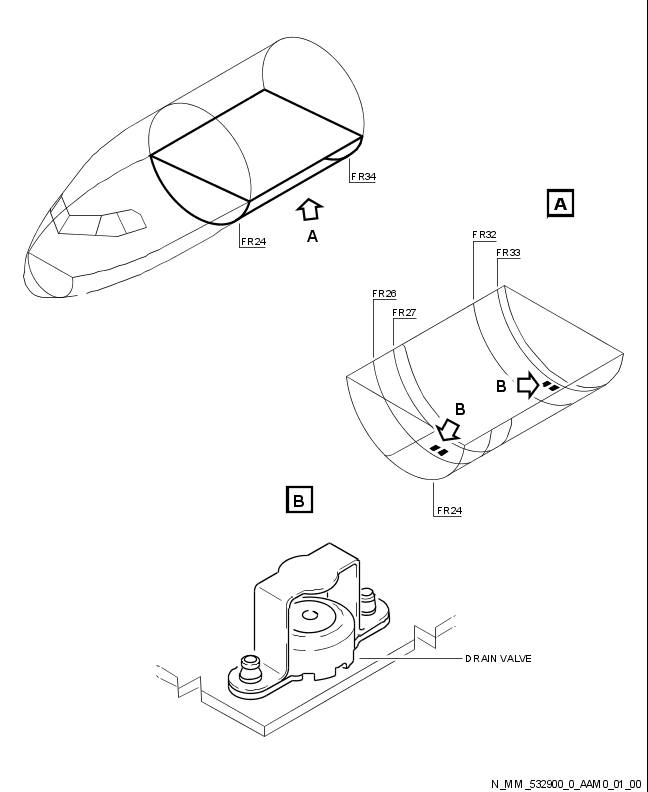 FR34
A
FR24
A
FR32
FR33
FR26
FR27
B
B
FR24
B
DRAIN VALVE
N_MM_532900_0_AAM0_01_00